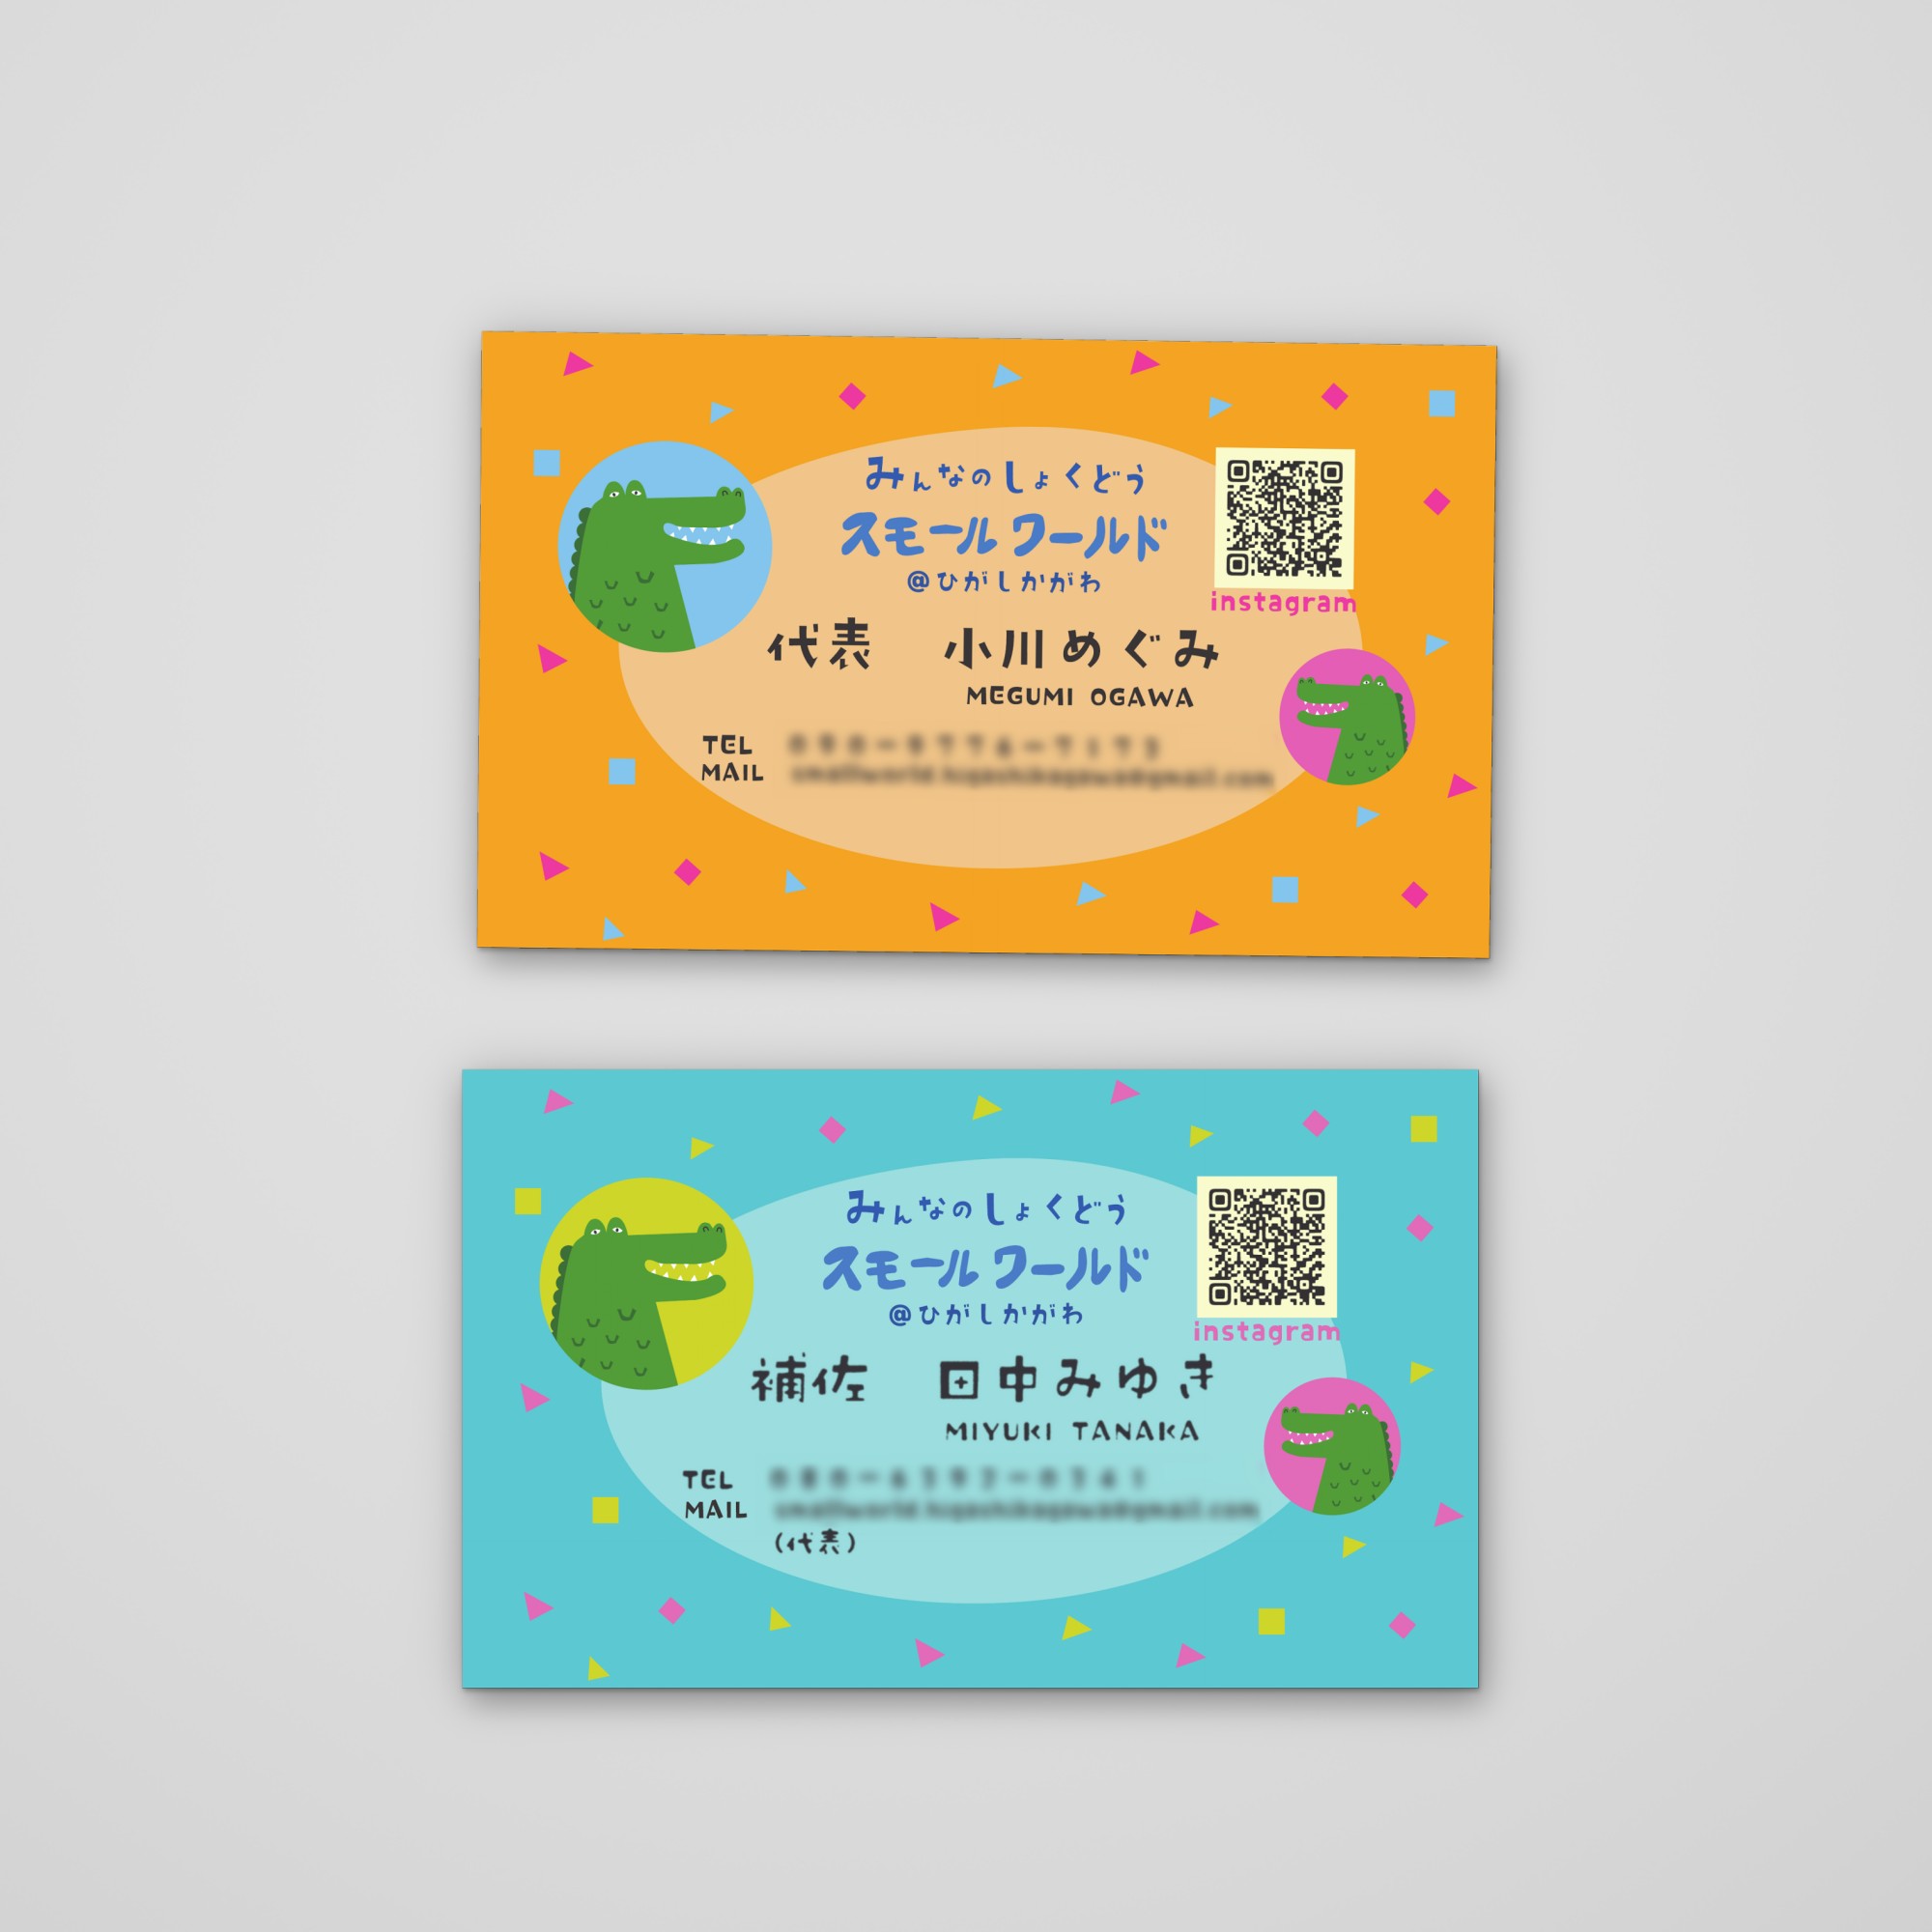 みんなのしょくどう
スモールワールド
@ひがしかがわ
instagram
代表 小川めぐみ
MEGUMI OGAWA
TEL
MAIL
みんなのしょくどう
スモールワールド
@ひがしかがわ
instagram
補佐 田中みゆき
MIYUKI TANAKA
TEL
MAIL
(代表)